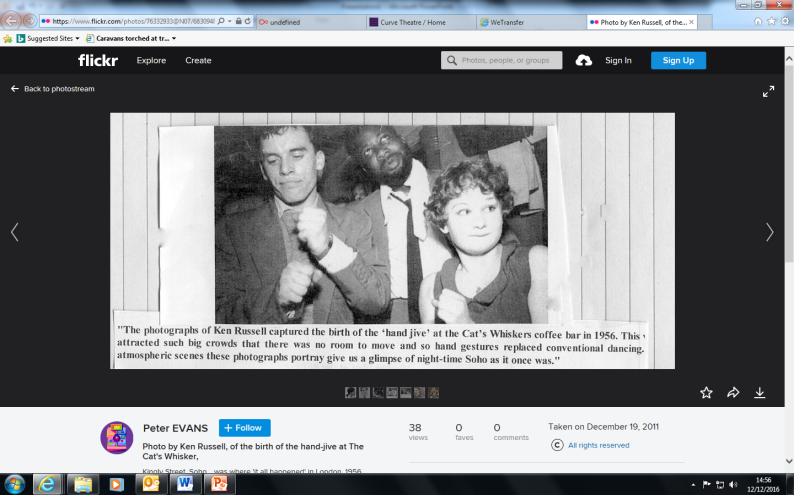 https://www.flickr.com/photos/76332933@N07/6830948
undefined
Curve Theatre / Home
WeTransfer
Photo by Ken Russell, of the...
Suggested Sites
Caravans torched at tr...
flickr
Explore
Create
Photos, people, or groups
Sign In
Sign Up
Back to photostream
"The photographs of Ken Russell captured the birth of the 'hand jive' at the Cat's Whiskers coffee bar in 1956. This
attracted such big crowds that there was no room to move and so hand gestures replaced conventional dancing.
atmospheric scenes these photographs portray give us a glimpse of night-time Soho as it once was."
Peter EVANS
+ Follow
38
views
0
faves
0
comments
Taken on December 19, 2011
All rights reserved
Photo by Ken Russell, of the birth of the hand-jive at The
Cat's Whisker,
Kingly Street, Soho... was where 'it all happened' in London, 1956
14:56
12/12/2016